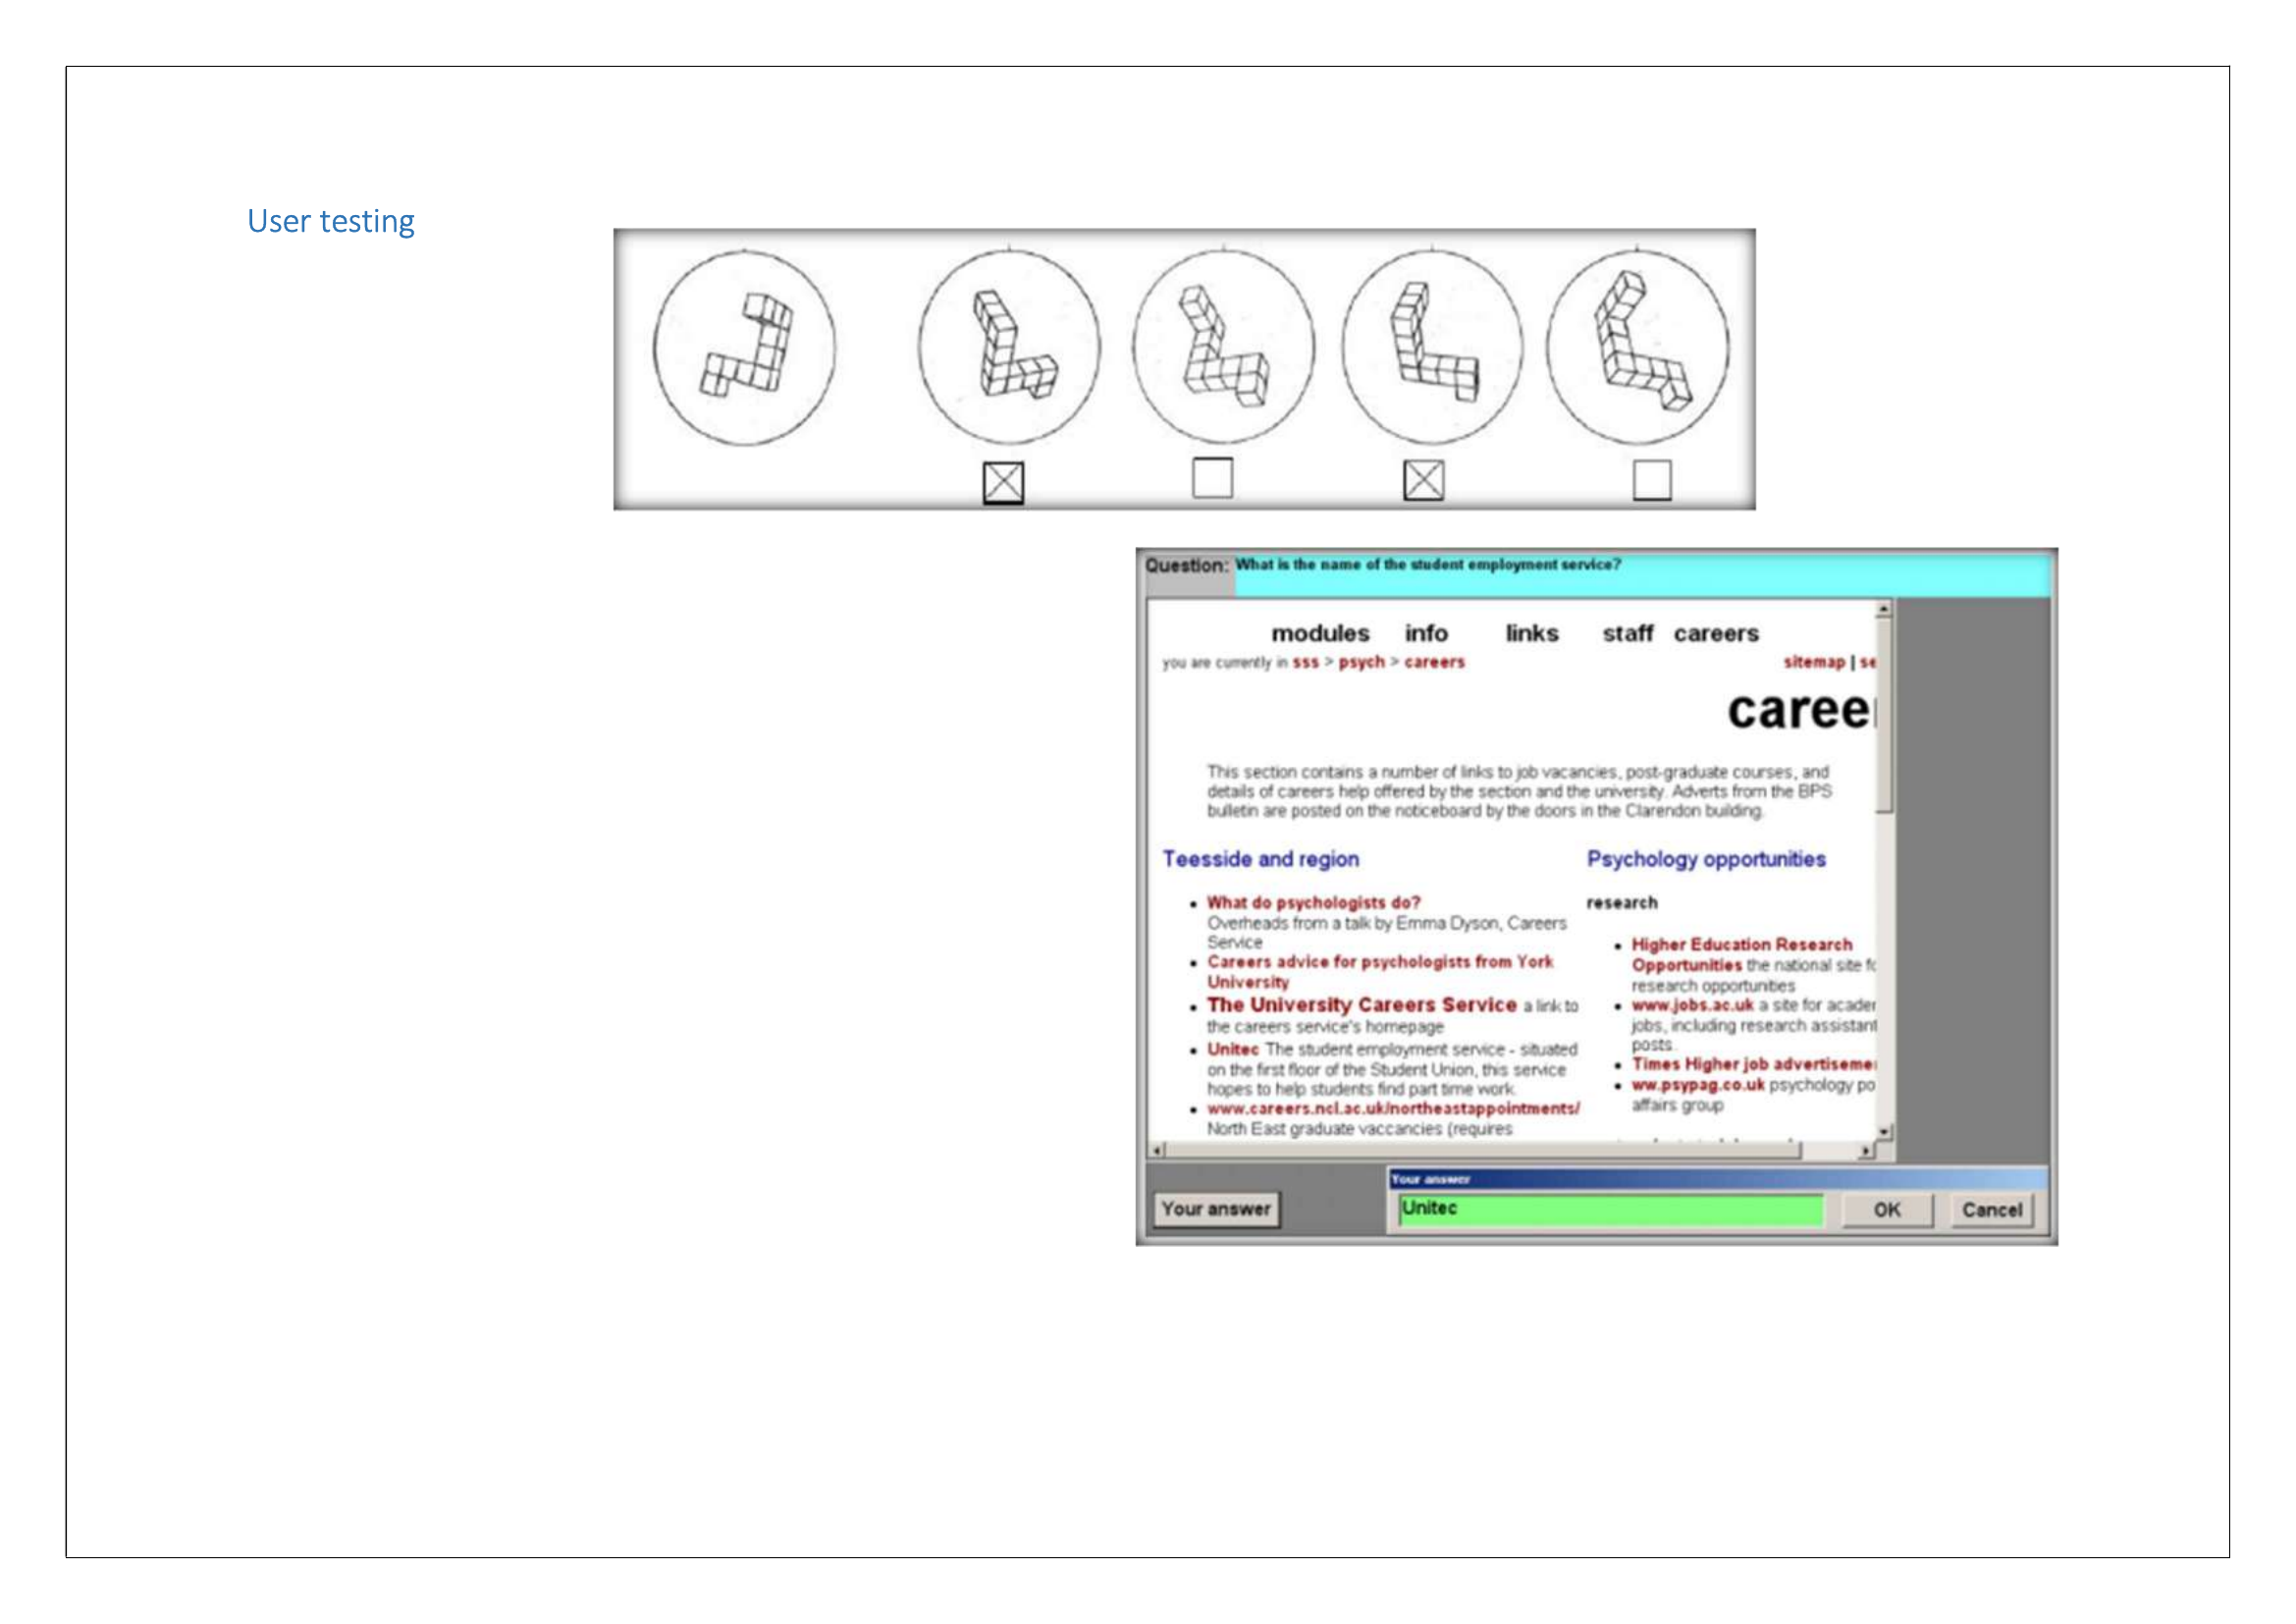 User testing
Question: What is the name of the student employment service?
modules info links staff careers
you are currently in sss > psych > careers
sitemap | se
career
This section contains a number of links to job vacancies, post-graduate courses, and
details of careers help offered by the section and the university. Adverts from the BPS
bulletin are posted on the noticeboard by the doors in the Clarendon building.
Teesside and region
• What do psychologists do?
Overheads from a talk by Emma Dyson, Careers
Service
• Careers advice for psychologists from York
University
• The University Careers Service a link to
the careers service's homepage
• Unitec The student employment service - situated
on the first floor of the Student Union, this service
hopes to help students find part time work.
• www.careers.ncl.ac.uk/northeastappointments/
North East graduate vaccancies (requires
Psychology opportunities
research
• Higher Education Research
Opportunities the national site fo
research opportunities
• www.jobs.ac.uk a site for acader
jobs, including research assistant
posts.
• Times Higher job advertisemen
• ww.psypag.co.uk psychology po
affairs group
Your answer
Your answer
Unitec
OK
Cancel